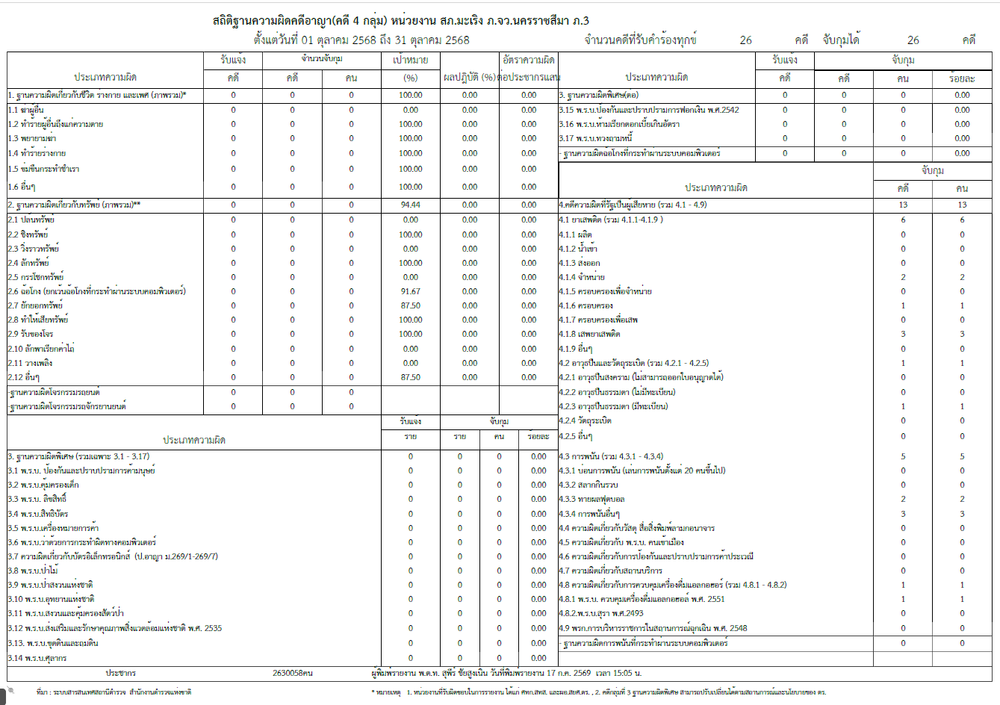 สถิติฐานความผิดคดีอาญา(คดี 4 กลุ่ม) หน่วยงาน สภ.มะเริง ภ.จว.นครราชสีมา ภ.3
ตั้งแต่วันที่ 01 ตุลาคม 2568 ถึง 31 ตุลาคม 2568 จำนวนคดีที่รับคำร้องทุกข์ 26 คดี จับกุมได้ 26 คดี
ประเภทความผิด รับแจ้ง จำนวนจับกุม เป้าหมาย ผลปฏิบัติ (%) อัตราความผิด
คดี คดี คน (%) ต่อประชากรแสน
1. ฐานความผิดเกี่ยวกับชีวิต ร่างกาย และเพศ (ภาพรวม)* 0 0 0 100.00 0.00 0.00
1.1 ฆ่าผู้อื่น 0 0 0 0.00 0.00 0.00
1.2 ทำร้ายผู้อื่นถึงแก่ความตาย 0 0 0 100.00 0.00 0.00
1.3 พยายามฆ่า 0 0 0 100.00 0.00 0.00
1.4 ทำร้ายร่างกาย 0 0 0 100.00 0.00 0.00
1.5 ข่มขืนกระทำชำเรา 0 0 0 100.00 0.00 0.00
1.6 อื่นๆ 0 0 0 100.00 0.00 0.00
2. ฐานความผิดเกี่ยวกับทรัพย์ (ภาพรวม)** 0 0 0 94.44 0.00 0.00
2.1 ปล้นทรัพย์ 0 0 0 0.00 0.00 0.00
2.2 ชิงทรัพย์ 0 0 0 100.00 0.00 0.00
2.3 วิ่งราวทรัพย์ 0 0 0 0.00 0.00 0.00
2.4 ลักทรัพย์ 0 0 0 100.00 0.00 0.00
2.5 กรรโชกทรัพย์ 0 0 0 0.00 0.00 0.00
2.6 ฉ้อโกง (ยกเว้นฉ้อโกงที่กระทำผ่านระบบคอมพิวเตอร์) 0 0 0 91.67 0.00 0.00
2.7 ยักยอกทรัพย์ 0 0 0 87.50 0.00 0.00
2.8 ทำให้เสียทรัพย์ 0 0 0 100.00 0.00 0.00
2.9 รับของโจร 0 0 0 100.00 0.00 0.00
2.10 ลักพาเรียกค่าไถ่ 0 0 0 0.00 0.00 0.00
2.11 วางเพลิง 0 0 0 0.00 0.00 0.00
2.12 อื่นๆ 0 0 0 87.50 0.00 0.00
-ฐานความผิดโจรกรรมรถยนต์ 0 0 0
-ฐานความผิดโจรกรรมรถจักรยานยนต์ 0 0 0
ประเภทความผิด รับแจ้ง จับกุม
ราย ราย คน ร้อยละ
3. ฐานความผิดพิเศษ (รวมเฉพาะ 3.1 - 3.17) 0 0 0 0.00
3.1 พ.ร.บ. ป้องกันและปราบปรามการค้ามนุษย์ 0 0 0 0.00
3.2 พ.ร.บ.คุ้มครองเด็ก 0 0 0 0.00
3.3 พ.ร.บ. ลิขสิทธิ์ 0 0 0 0.00
3.4 พ.ร.บ.สิทธิบัตร 0 0 0 0.00
3.5 พ.ร.บ.เครื่องหมายการค้า 0 0 0 0.00
3.6 พ.ร.บ.ว่าด้วยการกระทำผิดทางคอมพิวเตอร์ 0 0 0 0.00
3.7 ความผิดเกี่ยวกับบัตรอิเล็กทรอนิกส์ (ป.อาญา ม.269/1-269/7) 0 0 0 0.00
3.8 พ.ร.บ.ป่าไม้ 0 0 0 0.00
3.9 พ.ร.บ.ป่าสงวนแห่งชาติ 0 0 0 0.00
3.10 พ.ร.บ.อุทยานแห่งชาติ 0 0 0 0.00
3.11 พ.ร.บ.สงวนและคุ้มครองสัตว์ป่า 0 0 0 0.00
3.12 พ.ร.บ.ส่งเสริมและรักษาคุณภาพสิ่งแวดล้อมแห่งชาติ พ.ศ. 2535 0 0 0 0.00
3.13. พ.ร.บ.ขุดดินและถมดิน 0 0 0 0.00
3.14 พ.ร.บ.ศุลากร 0 0 0 0.00
ประเภทความผิด รับแจ้ง จับกุม
คดี คดี คน ร้อยละ
3. ฐานความผิดพิเศษ(ต่อ) 0 0 0 0.00
3.15 พ.ร.บ.ป้องกันและปราบปรามการฟอกเงิน พ.ศ.2542 0 0 0 0.00
3.16 พ.ร.บ.ห้ามเรียกดอกเบี้ยเกินอัตรา 0 0 0 0.00
3.17 พ.ร.บ.ทวงถามหนี้ 0 0 0 0.00
- ฐานความผิดฉ้อโกงที่กระทำผ่านระบบคอมพิวเตอร์ 0 0 0 0.00
ประเภทความผิด จับกุม
คดี คน
4.คดีความผิดที่รัฐเป็นผู้เสียหาย (รวม 4.1 - 4.9) 13 13
4.1 ยาเสพติด (รวม 4.1.1-4.1.9 ) 6 6
4.1.1 ผลิต 0 0
4.1.2 นำเข้า 0 0
4.1.3 ส่งออก 0 0
4.1.4 จำหน่าย 2 2
4.1.5 ครอบครองเพื่อจำหน่าย 0 0
4.1.6 ครอบครอง 1 1
4.1.7 ครอบครองเพื่อเสพ 0 0
4.1.8 เสพยาเสพติด 3 3
4.1.9 อื่นๆ 0 0
4.2 อาวุธปืนและวัตถุระเบิด (รวม 4.2.1 - 4.2.5) 1 1
4.2.1 อาวุธปืนสงคราม (ไม่สามารถออกใบอนุญาตได้) 0 0
4.2.2 อาวุธปืนธรรมดา (ไม่มีทะเบียน) 0 0
4.2.3 อาวุธปืนธรรมดา (มีทะเบียน) 1 1
4.2.4 วัตถุระเบิด 0 0
4.2.5 อื่นๆ 0 0
4.3 การพนัน (รวม 4.3.1 - 4.3.4) 5 5
4.3.1 บ่อนการพนัน (เล่นการพนันตั้งแต่ 20 คนขึ้นไป) 0 0
4.3.2 สลากกินรวบ 0 0
4.3.3 ทายผลฟุตบอล 2 2
4.3.4 การพนันอื่นๆ 3 3
4.4 ความผิดเกี่ยวกับวัสดุ สื่อสิ่งพิมพ์ลามกอนาจาร 0 0
4.5 ความผิดเกี่ยวกับ พ.ร.บ. คนเข้าเมือง 0 0
4.6 ความผิดเกี่ยวกับการป้องกันและปราบปรามการค้าประเวณี 0 0
4.7 ความผิดเกี่ยวกับสถานบริการ 0 0
4.8 ความผิดเกี่ยวกับการควบคุมเครื่องดื่มแอลกอฮอร์ (รวม 4.8.1 - 4.8.2) 1 1
4.8.1 พ.ร.บ. ควบคุมเครื่องดื่มแอลกอฮอล์ พ.ศ. 2551 1 1
4.8.2.พ.ร.บ.สุรา พ.ศ.2493 0 0
4.9 พรก.การบริหารราชการในสถานการณ์ฉุกเฉิน พ.ศ. 2548 0 0
- ฐานความผิดการพนันที่กระทำผ่านระบบคอมพิวเตอร์ 0 0
0 0
ประชากร 2630058คน ผู้พิมพ์รายงาน พ.ต.ท. สุพีร์ ชัยสูงเนิน วันที่พิมพ์รายงาน 17 ก.ค. 2569 เวลา 15:05 น.
ที่มา : ระบบสารสนเทศสถานีตำรวจ สำนักงานตำรวจแห่งชาติ * หมายเหตุ 1. หน่วยงานที่รับผิดชอบในการรายงาน ได้แก่ ศทก.สทส. และผอ.สยศ.ตร. , 2. คดีกลุ่มที่ 3 ฐานความผิดพิเศษ สามารถปรับเปลี่ยนได้ตามสถานการณ์และนโยบายของ ตร.